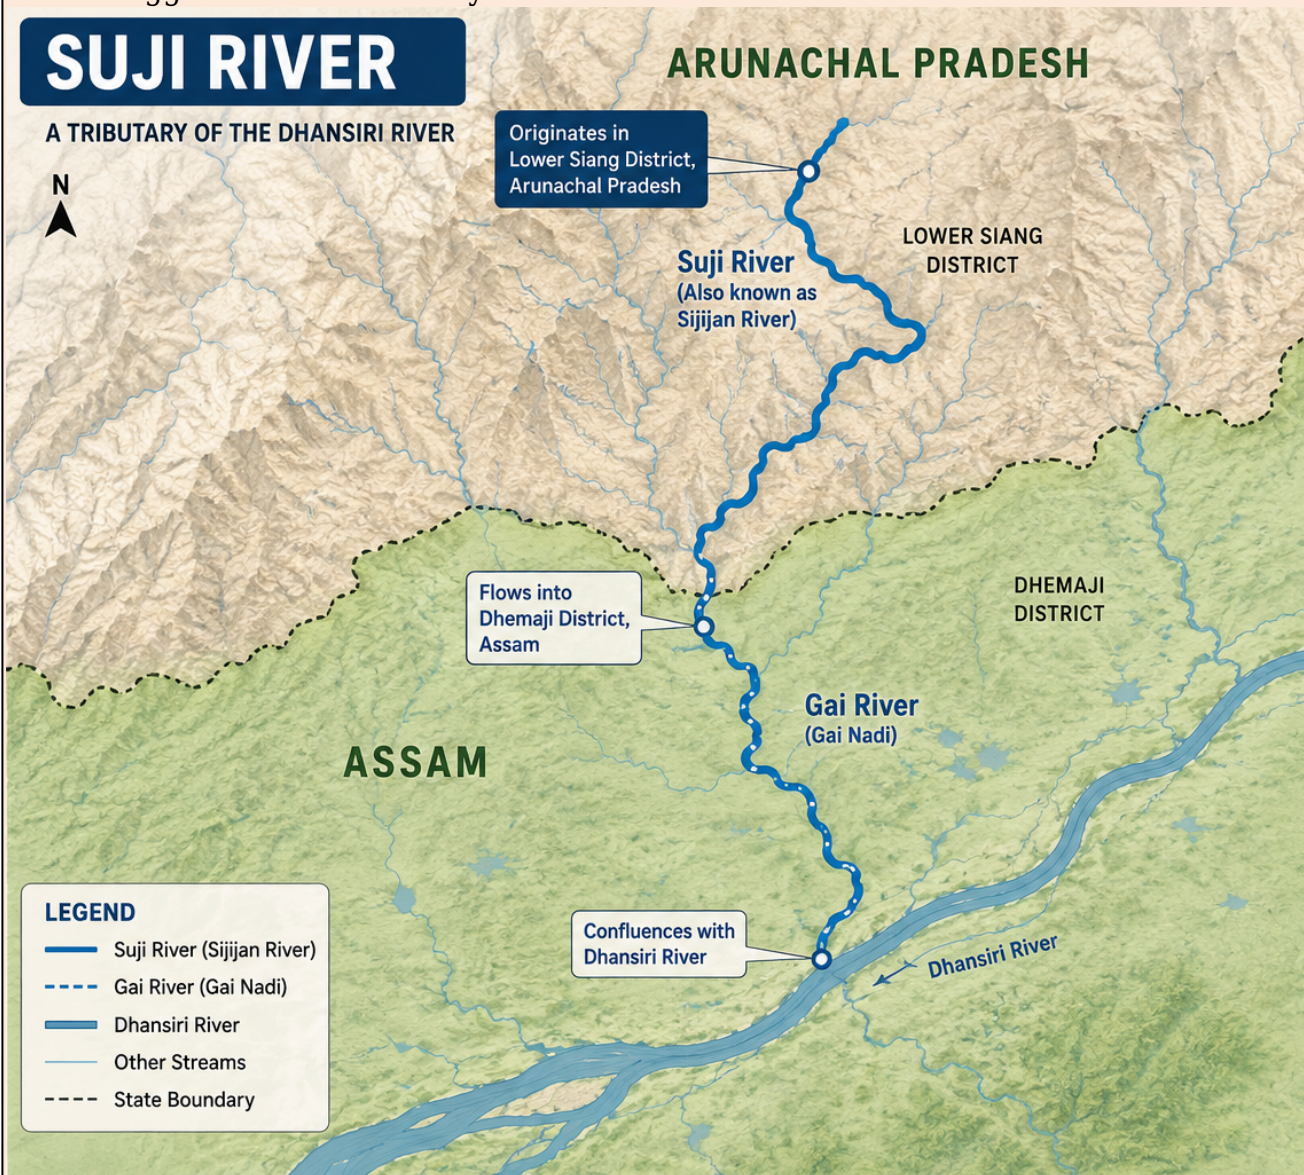 SUJI RIVER
A TRIBUTARY OF THE DHANSIRI RIVER
N
ARUNACHAL PRADESH
Originates in
Lower Siang District,
Arunachal Pradesh
LOWER SIANG
DISTRICT
Suji River
(Also known as
Sijijan River)
Flows into
Dhemaji District,
Assam
DHEMAJI
DISTRICT
Gai River
(Gai Nadi)
ASSAM
Confluences with
Dhansiri River
Dhansiri River
LEGEND
Suji River (Sijijan River)
Gai River (Gai Nadi)
Dhansiri River
Other Streams
State Boundary